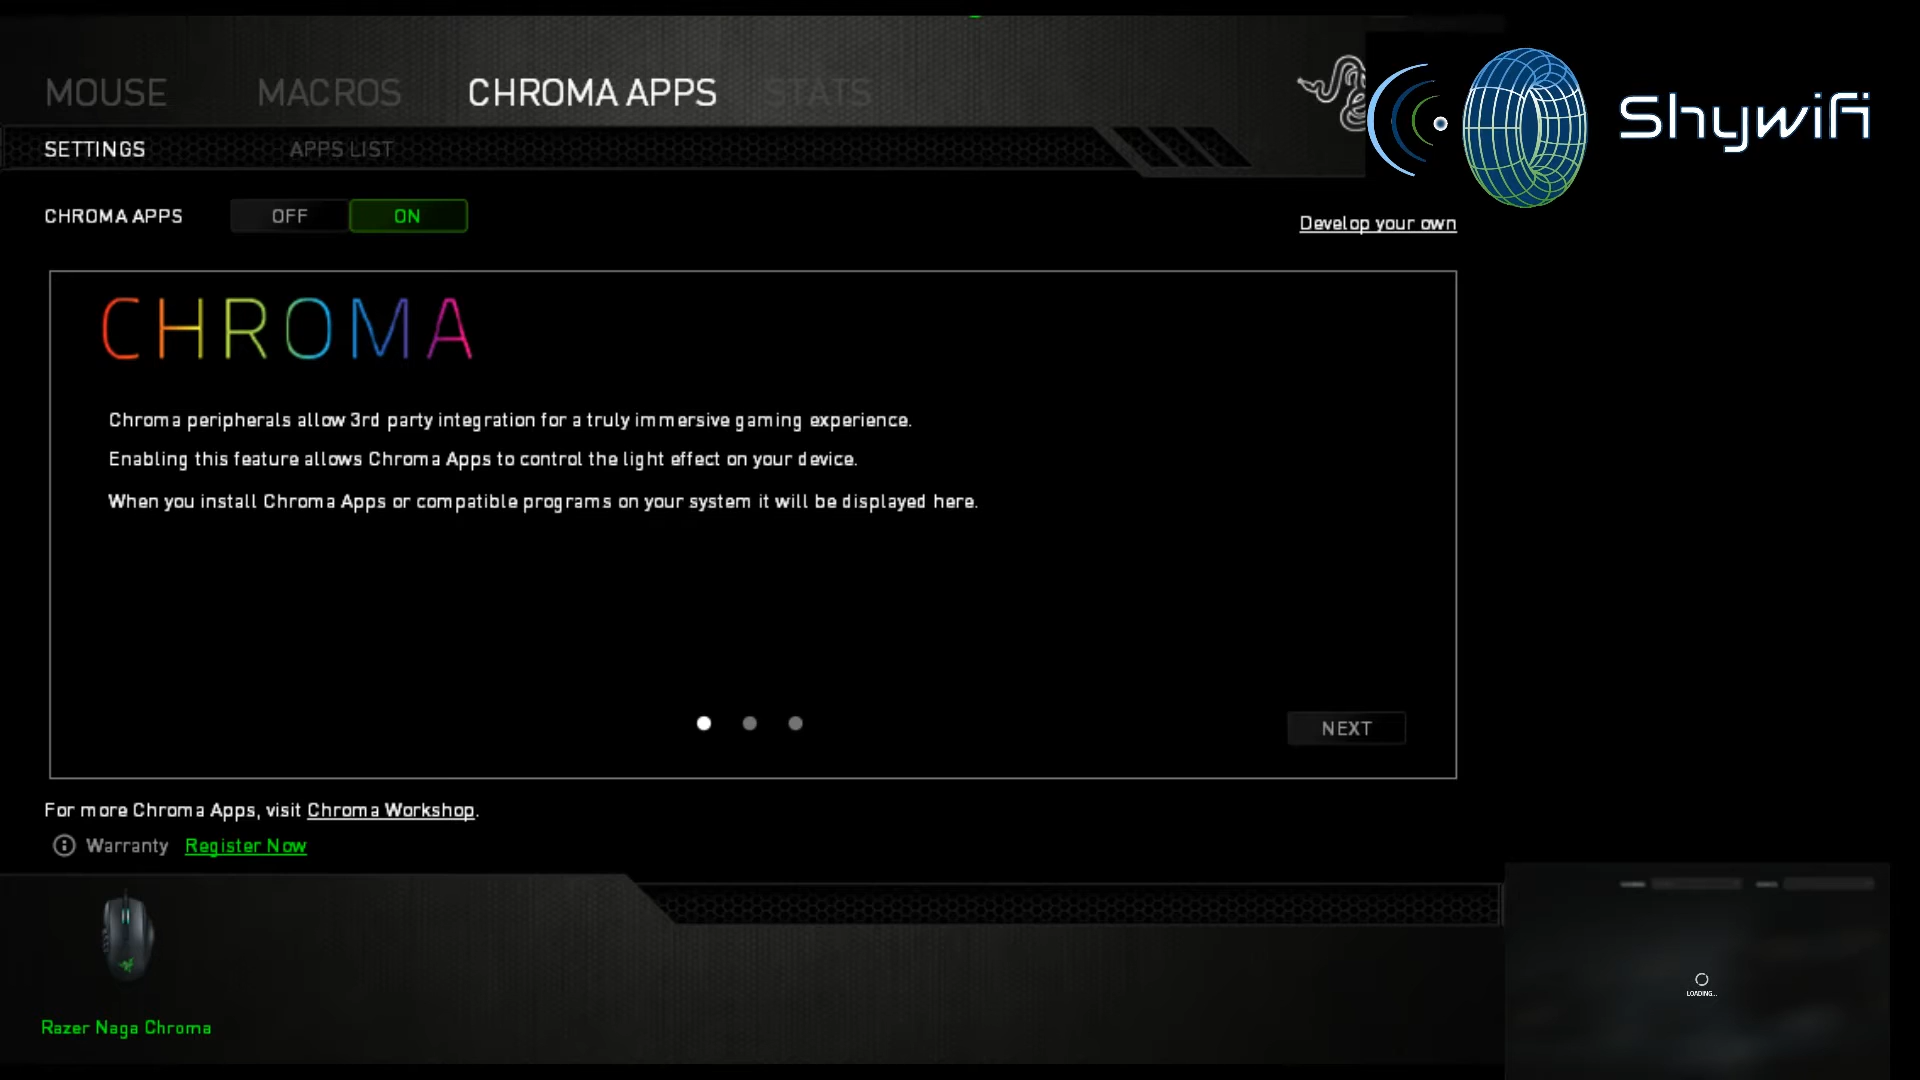 MOUSE MACROS CHROMA APPS STATS
Shywifi
SETTINGS APPS LIST
CHROMA APPS OFF ON
Develop your own
CHROMA
Chroma peripherals allow 3rd party integration for a truly immersive gaming experience.
Enabling this feature allows Chroma Apps to control the light effect on your device.
When you install Chroma Apps or compatible programs on your system it will be displayed here.
NEXT
For more Chroma Apps, visit Chroma Workshop.
Warranty Register Now
LOADING...
Razer Naga Chroma